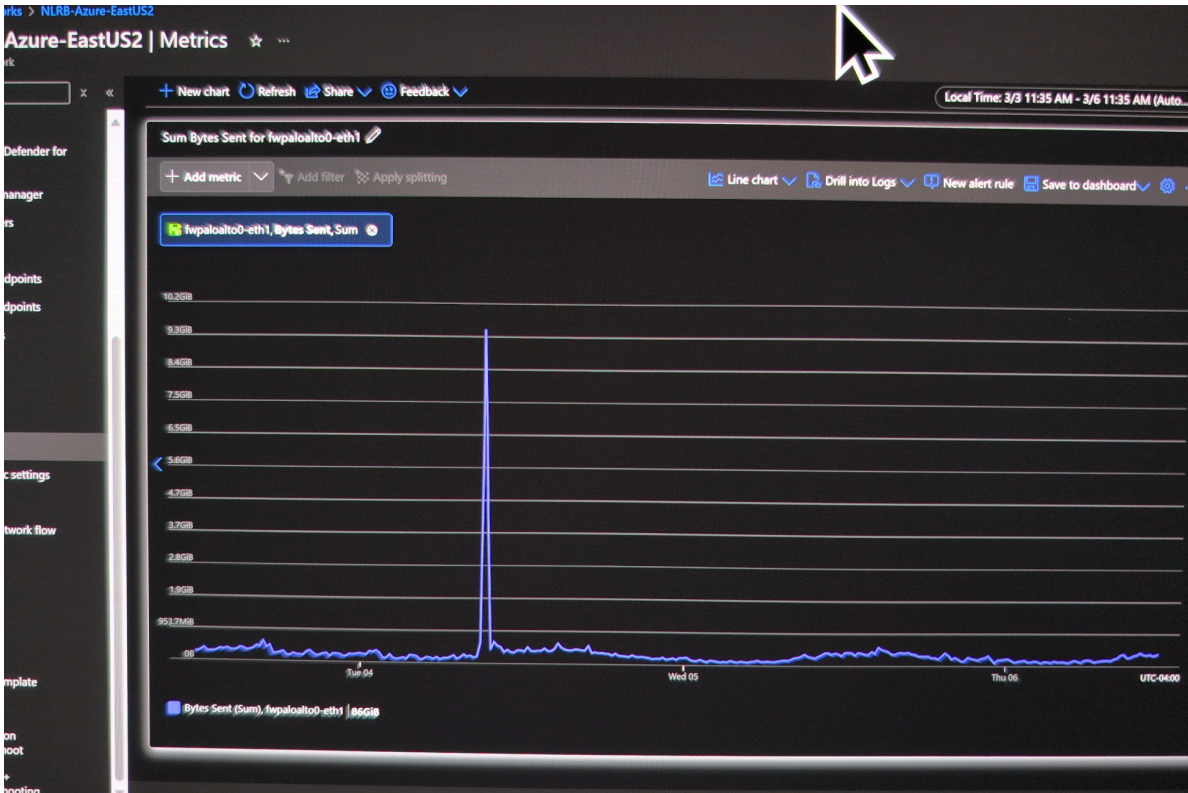 rks > NLRB-Azure-EastUS2
Azure-EastUS2 | Metrics
rk
New chart Refresh Share Feedback
Local Time: 3/3 11:35 AM - 3/6 11:35 AM (Auto...
Defender for
manager
rs
dpoints
dpoints
c settings
twork flow
mplate
on
hoot
+
hooting
Sum Bytes Sent for fwpaloalto0-eth1
Add metric Add filter Apply splitting
Line chart Drill into Logs New alert rule Save to dashboard
fwpaloalto0-eth1, Bytes Sent, Sum
10.2GiB
9.3GiB
8.4GiB
7.5GiB
6.5GiB
5.6GiB
4.7GiB
3.7GiB
2.8GiB
1.9GiB
953.7MiB
0B
Tue 04 Wed 05 Thu 06 UTC-04:00
Bytes Sent (Sum), fwpaloalto0-eth1 | 86GiB